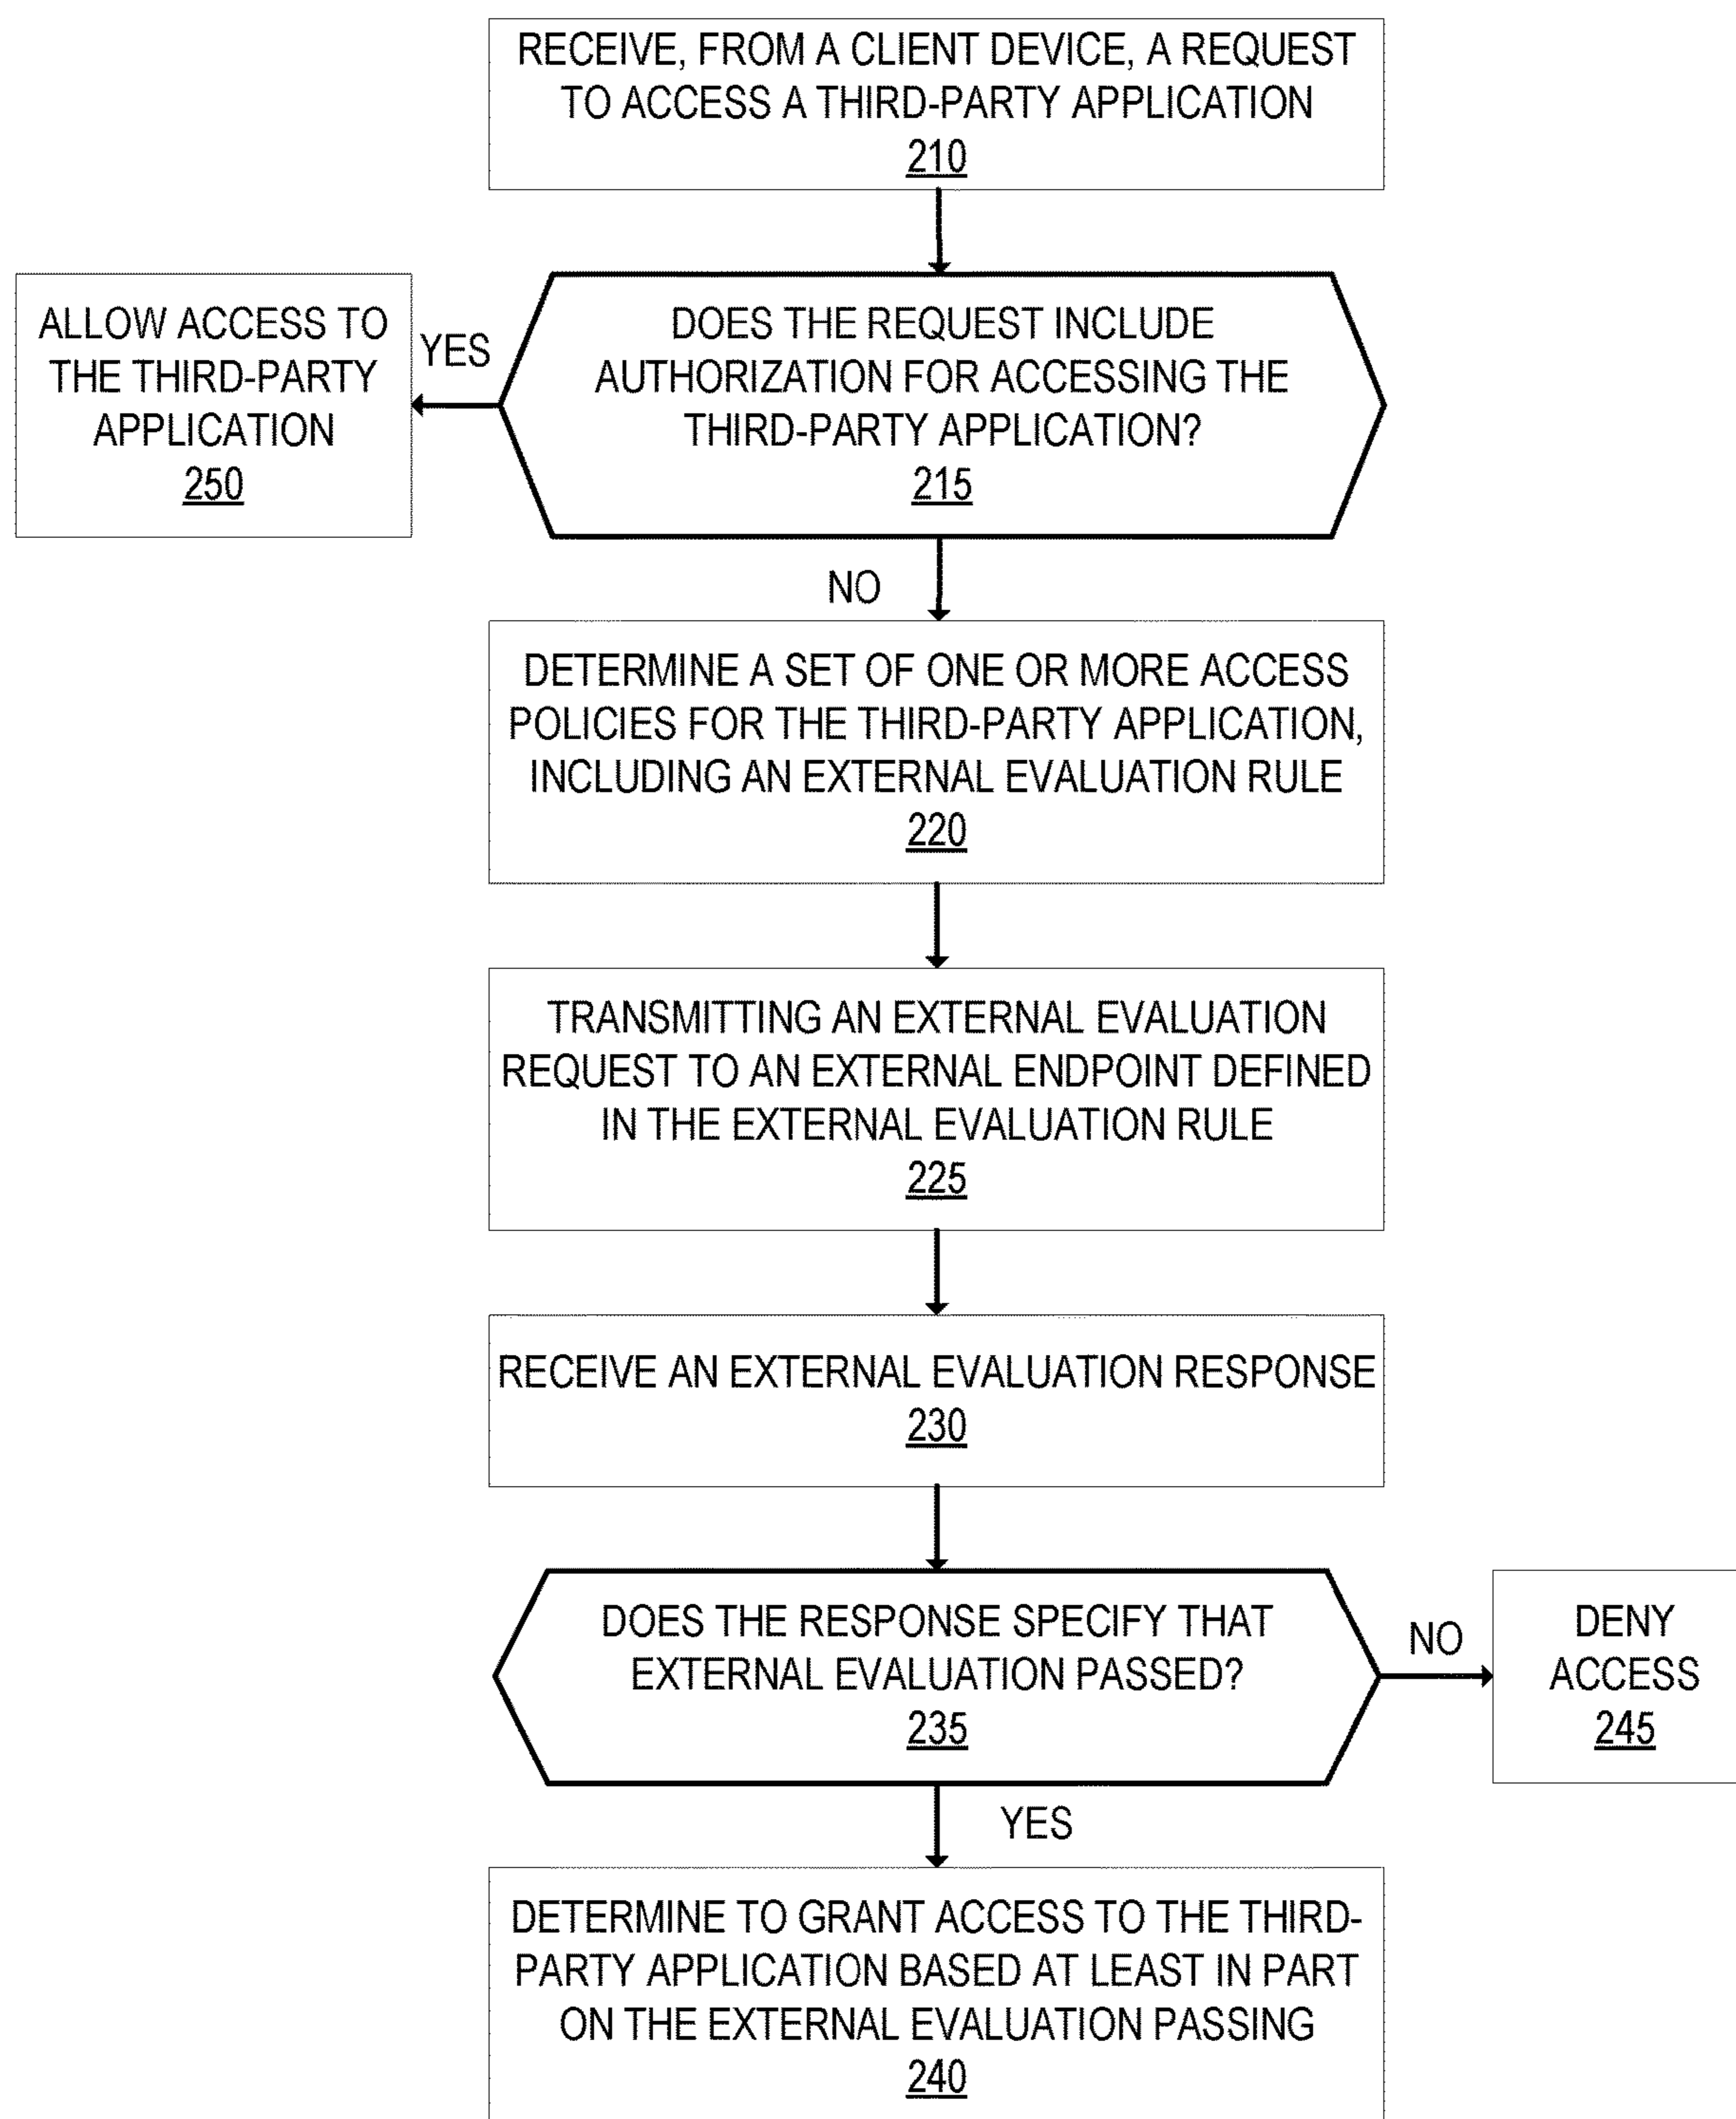 RECEIVE, FROM A CLIENT DEVICE, A REQUEST
TO ACCESS A THIRD-PARTY APPLICATION
210
ALLOW ACCESS TO
THE THIRD-PARTY
APPLICATION
250
YES
DOES THE REQUEST INCLUDE
AUTHORIZATION FOR ACCESSING THE
THIRD-PARTY APPLICATION?
215
NO
DETERMINE A SET OF ONE OR MORE ACCESS
POLICIES FOR THE THIRD-PARTY APPLICATION,
INCLUDING AN EXTERNAL EVALUATION RULE
220
TRANSMITTING AN EXTERNAL EVALUATION
REQUEST TO AN EXTERNAL ENDPOINT DEFINED
IN THE EXTERNAL EVALUATION RULE
225
RECEIVE AN EXTERNAL EVALUATION RESPONSE
230
DOES THE RESPONSE SPECIFY THAT
EXTERNAL EVALUATION PASSED?
235
NO
DENY
ACCESS
245
YES
DETERMINE TO GRANT ACCESS TO THE THIRD-
PARTY APPLICATION BASED AT LEAST IN PART
ON THE EXTERNAL EVALUATION PASSING
240